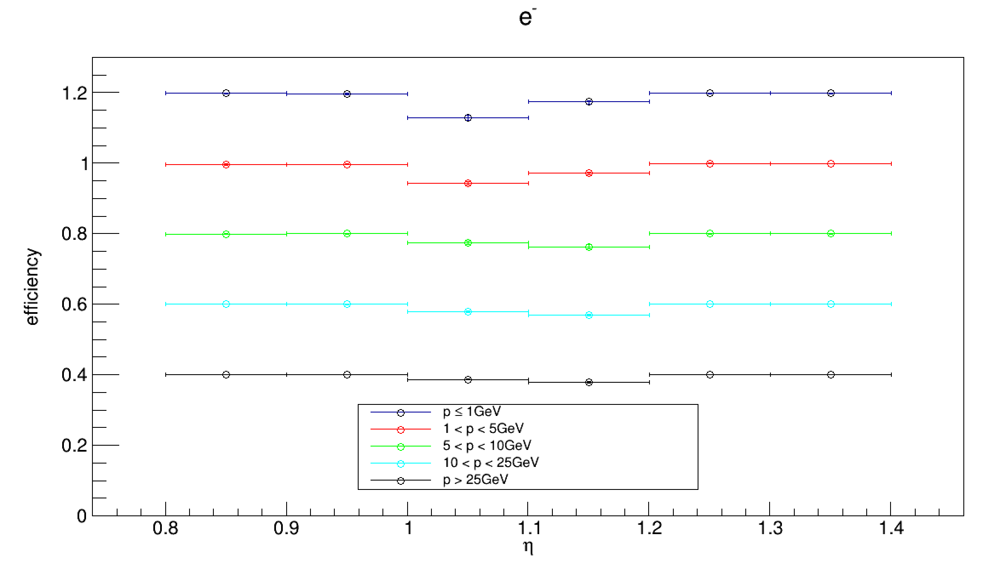 e⁻
efficiency
1.2
1
0.8
0.6
0.4
0.2
0
p ≤ 1GeV
1 < p < 5GeV
5 < p < 10GeV
10 < p < 25GeV
p > 25GeV
0.8 0.9 1 1.1 1.2 1.3 1.4
η